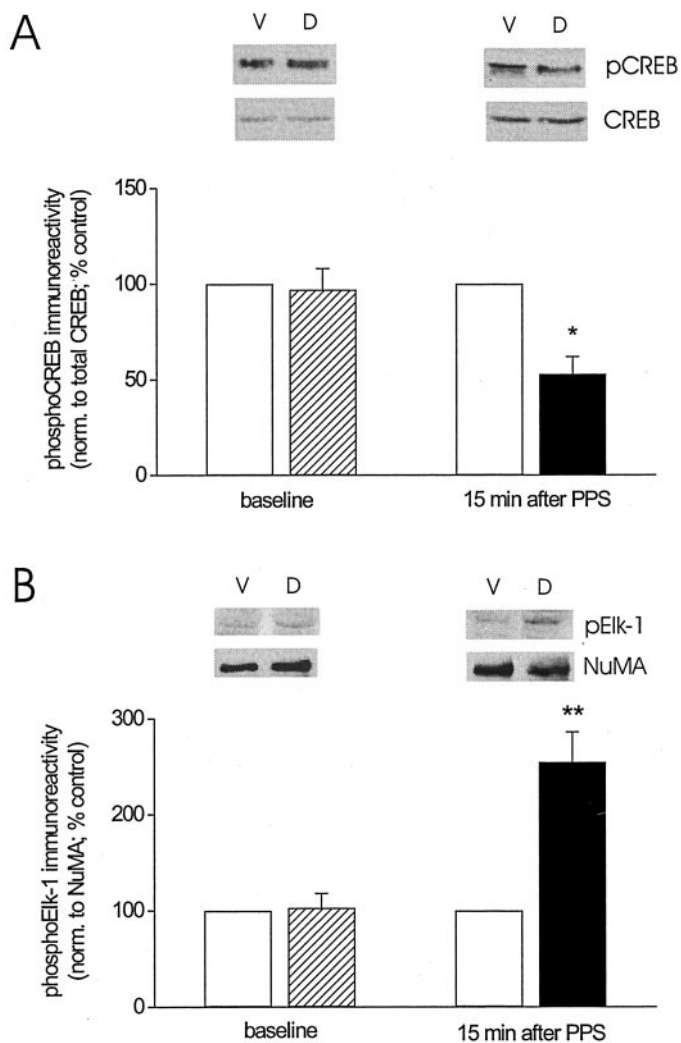 A
V D
V D
pCREB
CREB
phosphoCREB immunoreactivity
(norm. to total CREB; % control)
150
100
50
0
*
baseline
15 min after PPS
B
V D
V D
pElk-1
NuMA
phosphoElk-1 immunoreactivity
(norm. to NuMA; % control)
300
200
100
0
**
baseline
15 min after PPS